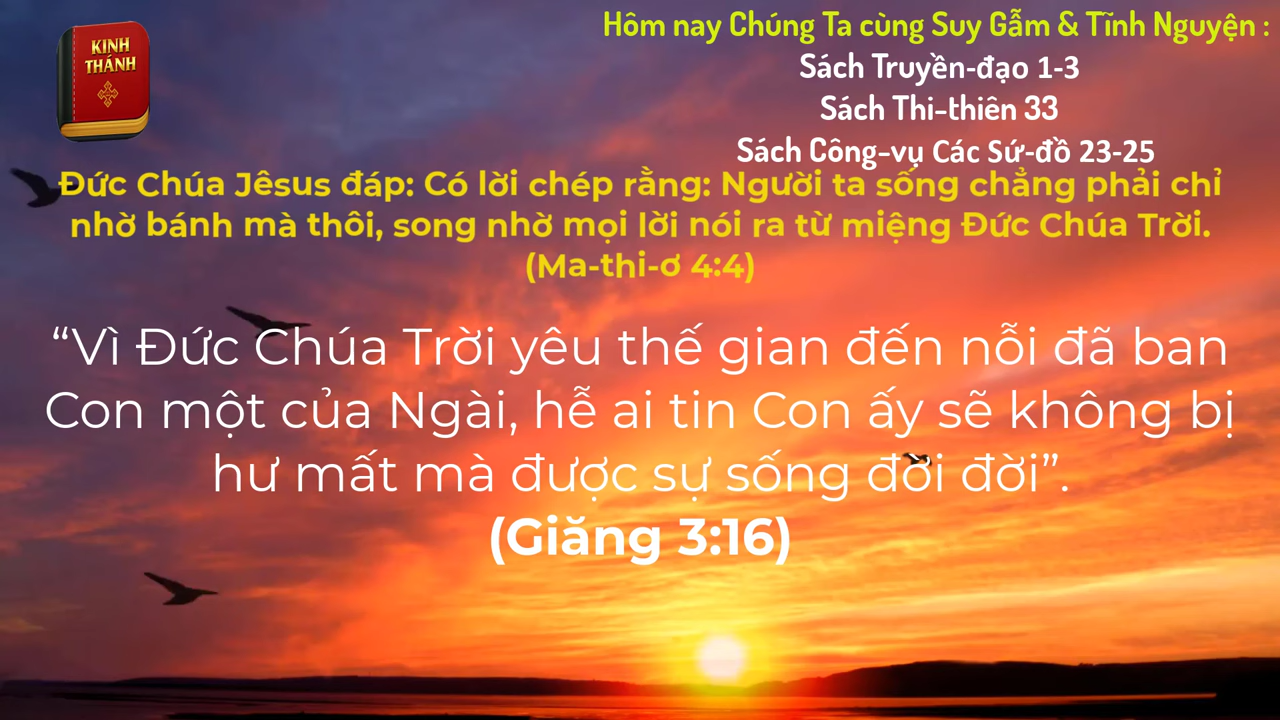 KINH
THÁNH
Hôm nay Chúng Ta cùng Suy Gẫm & Tĩnh Nguyện :
Sách Truyền-đạo 1-3
Sách Thi-thiên 33
Sách Công-vụ Các Sứ-đồ 23-25
Đức Chúa Jêsus đáp: Có lời chép rằng: Người ta sống chẳng phải chỉ
nhờ bánh mà thôi, song nhờ mọi lời nói ra từ miệng Đức Chúa Trời.
(Ma-thi-ơ 4:4)
“Vì Đức Chúa Trời yêu thế gian đến nỗi đã ban
Con một của Ngài, hễ ai tin Con ấy sẽ không bị
hư mất mà được sự sống đời đời”.
(Giăng 3:16)